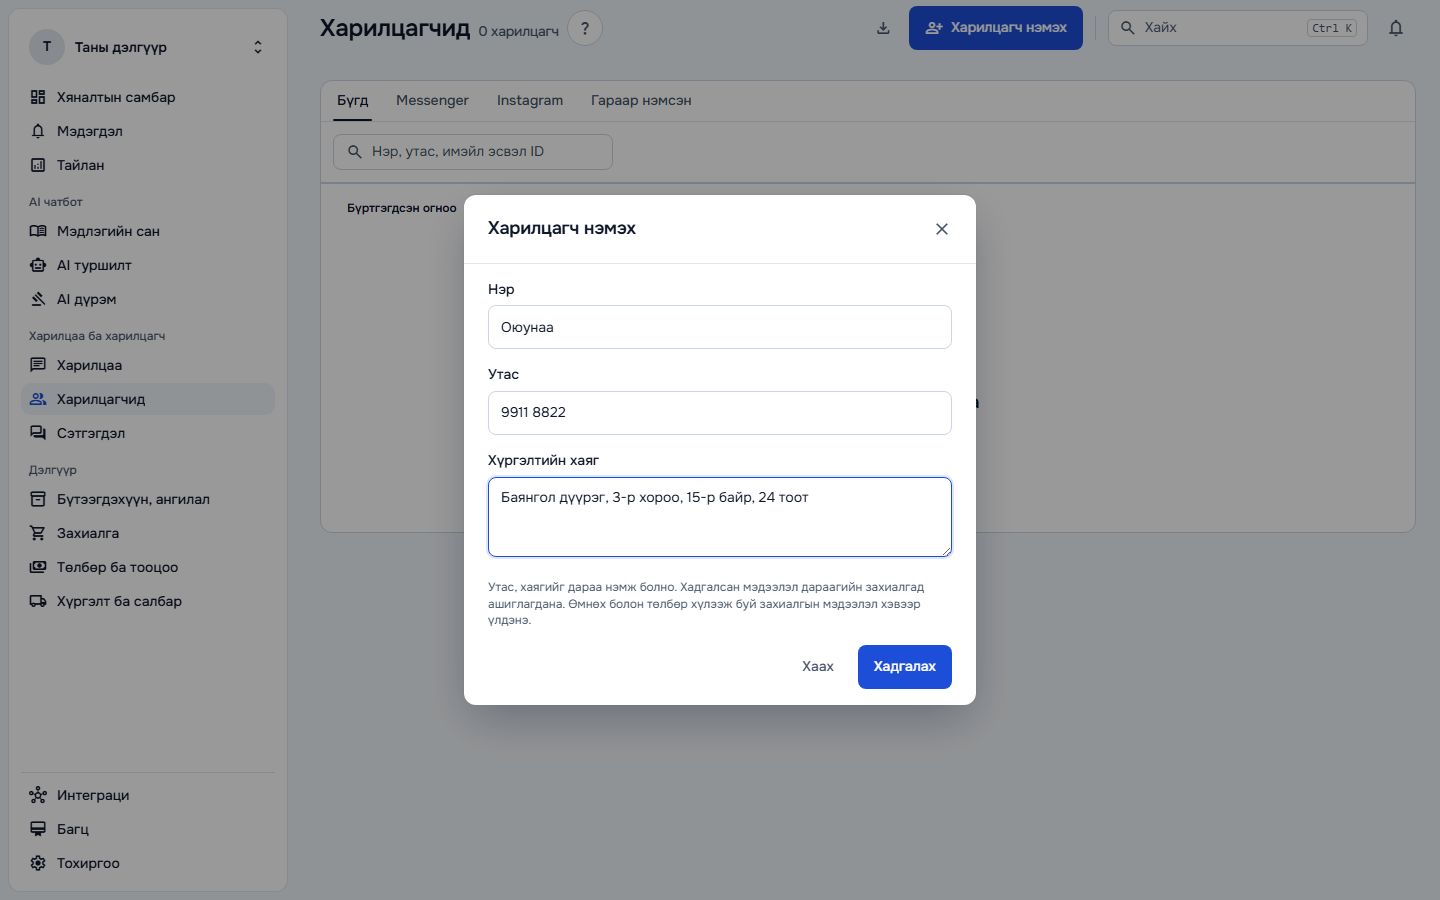 Т
Таны дэлгүүр
Хяналтын самбар
Мэдэгдэл
Тайлан
AI чатбот
Мэдлэгийн сан
AI туршилт
AI дүрэм
Харилцаа ба харилцагч
Харилцаа
Харилцагчид
Сэтгэгдэл
Дэлгүүр
Бүтээгдэхүүн, ангилал
Захиалга
Төлбөр ба тооцоо
Хүргэлт ба салбар
Интеграци
Багц
Тохиргоо
Харилцагчид 0 харилцагч ?
Харилцагч нэмэх
Хайх Ctrl K
Бүгд Messenger Instagram Гараар нэмсэн
Нэр, утас, имэйл эсвэл ID
Бүртгэгдсэн огноо
Харилцагч нэмэх
Нэр
Оюунаа
Утас
9911 8822
Хүргэлтийн хаяг
Баянгол дүүрэг, 3-р хороо, 15-р байр, 24 тоот
Утас, хаягийг дараа нэмж болно. Хадгалсан мэдээлэл дараагийн захиалгад
ашиглагдана. Өмнөх болон төлбөр хүлээж буй захиалгын мэдээлэл хэвээр
үлдэнэ.
Хаах Хадгалах